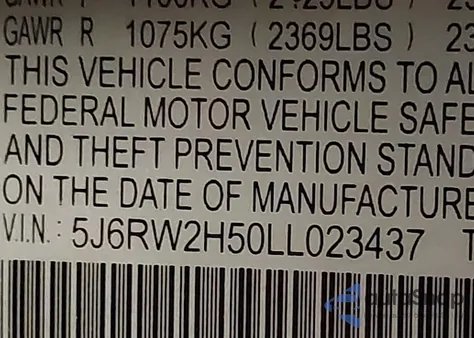 GAWR R 1075KG ( 2369LBS ) 23
THIS VEHICLE CONFORMS TO AL
FEDERAL MOTOR VEHICLE SAFE
AND THEFT PREVENTION STAND
ON THE DATE OF MANUFACTURE
V.I.N.: 5J6RW2H50LL023437 T